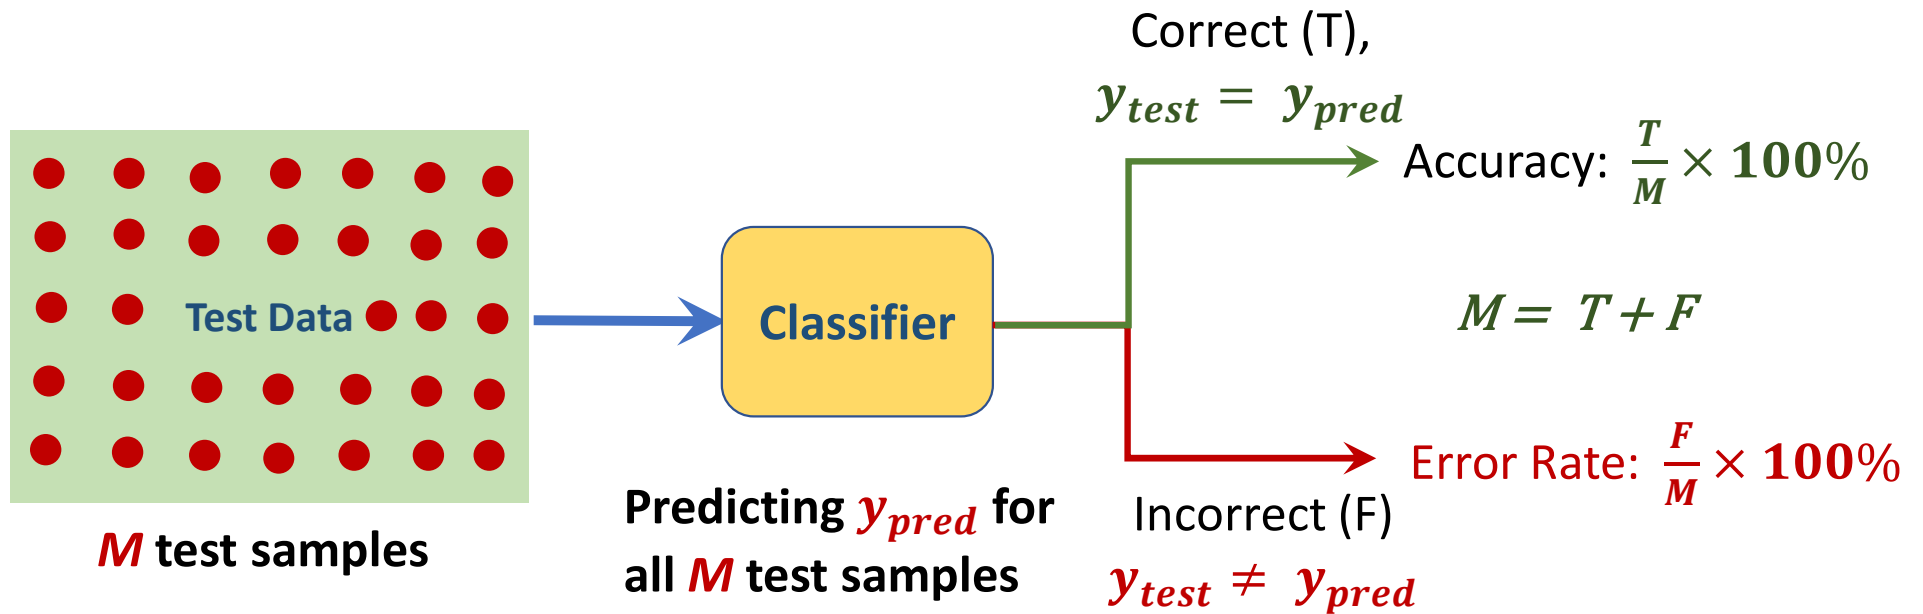 Correct (T),
y_test = y_pred
Accuracy: T/M × 100%
Test Data
Classifier
M = T + F
Error Rate: F/M × 100%
Predicting y_pred for
all M test samples
M test samples
Incorrect (F)
y_test ≠ y_pred